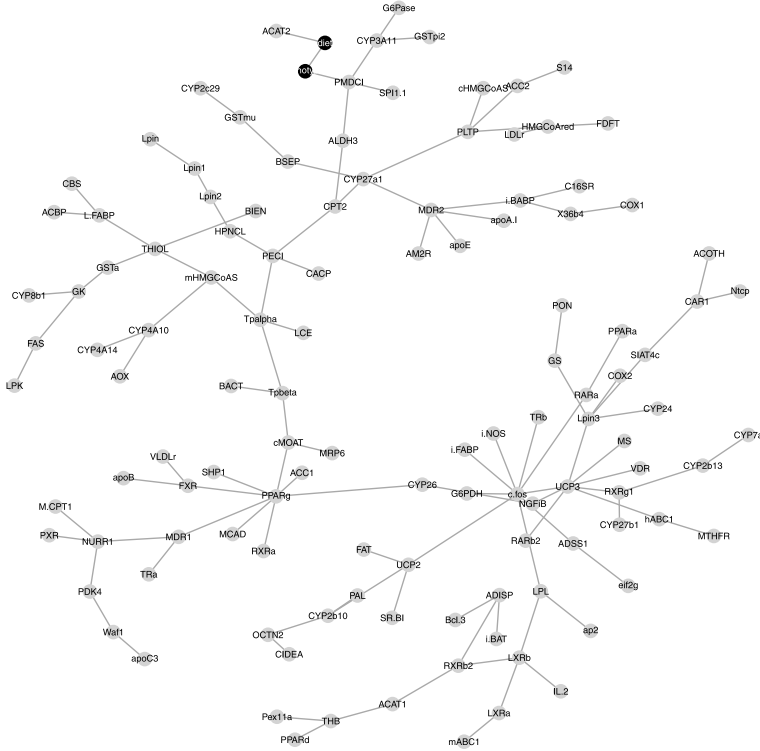 G6Pase
ACAT2
diet
CYP3A11
GSTpi2
noty
PMDCI
SPI1.1
S14
cHMGCoAS
ACC2
CYP2c29
GSTmu
PLTP
HMGCoAred
LDLr
FDFT
Lpin
ALDH3
BSEP
Lpin1
CYP27a1
CBS
Lpin2
C16SR
i.BABP
COX1
X36b4
ACBP
L.FABP
BIEN
CPT2
MDR2
apoA.I
HPNCL
THIOL
PECI
AM2R
apoE
ACOTH
GSTa
mHMGCoAS
CACP
CYP8b1
GK
Ntcp
CAR1
PON
Tpalpha
LCE
CYP4A10
PPARa
FAS
CYP4A14
SIAT4c
GS
AOX
COX2
LPK
BACT
Tpbeta
RARa
CYP24
TRb
Lpin3
i.NOS
cMOAT
MRP6
MS
CYP7a
i.FABP
VLDLr
SHP1
ACC1
VDR
CYP2b13
apoB
FXR
CYP26
G6PDH
c.fos
UCP3
RXRg1
PPARg
NGFiB
M.CPT1
hABC1
CYP27b1
PXR
NURR1
MDR1
MCAD
RXRa
RARb2
ADSS1
MTHFR
FAT
UCP2
TRa
eif2g
PDK4
LPL
PAL
ADISP
CYP2b10
SR.BI
Bcl.3
ap2
Waf1
OCTN2
i.BAT
CIDEA
apoC3
RXRb2
LXRb
IL.2
ACAT1
Pex11a
THB
LXRa
PPARd
mABC1